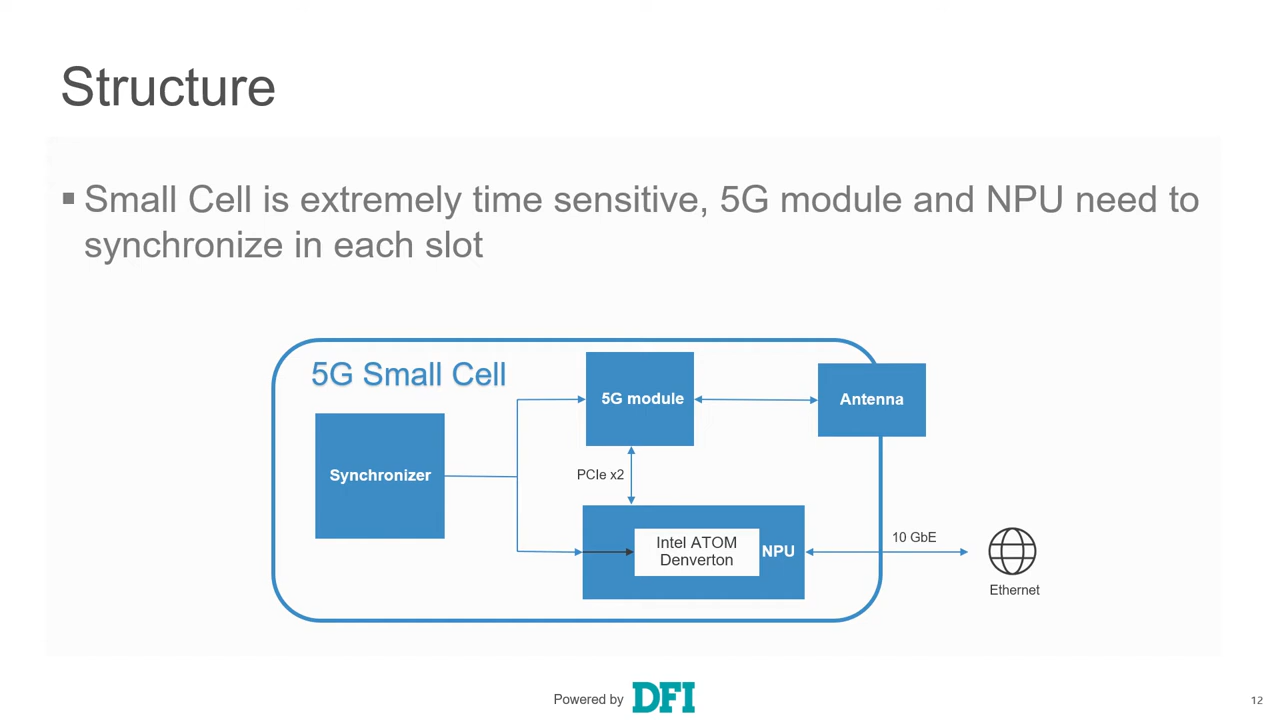 Structure
▪ Small Cell is extremely time sensitive, 5G module and NPU need to
synchronize in each slot
5G Small Cell
5G module
Antenna
Synchronizer
PCIe x2
Intel ATOM
Denverton
NPU
10 GbE
Ethernet
Powered by DFI
12